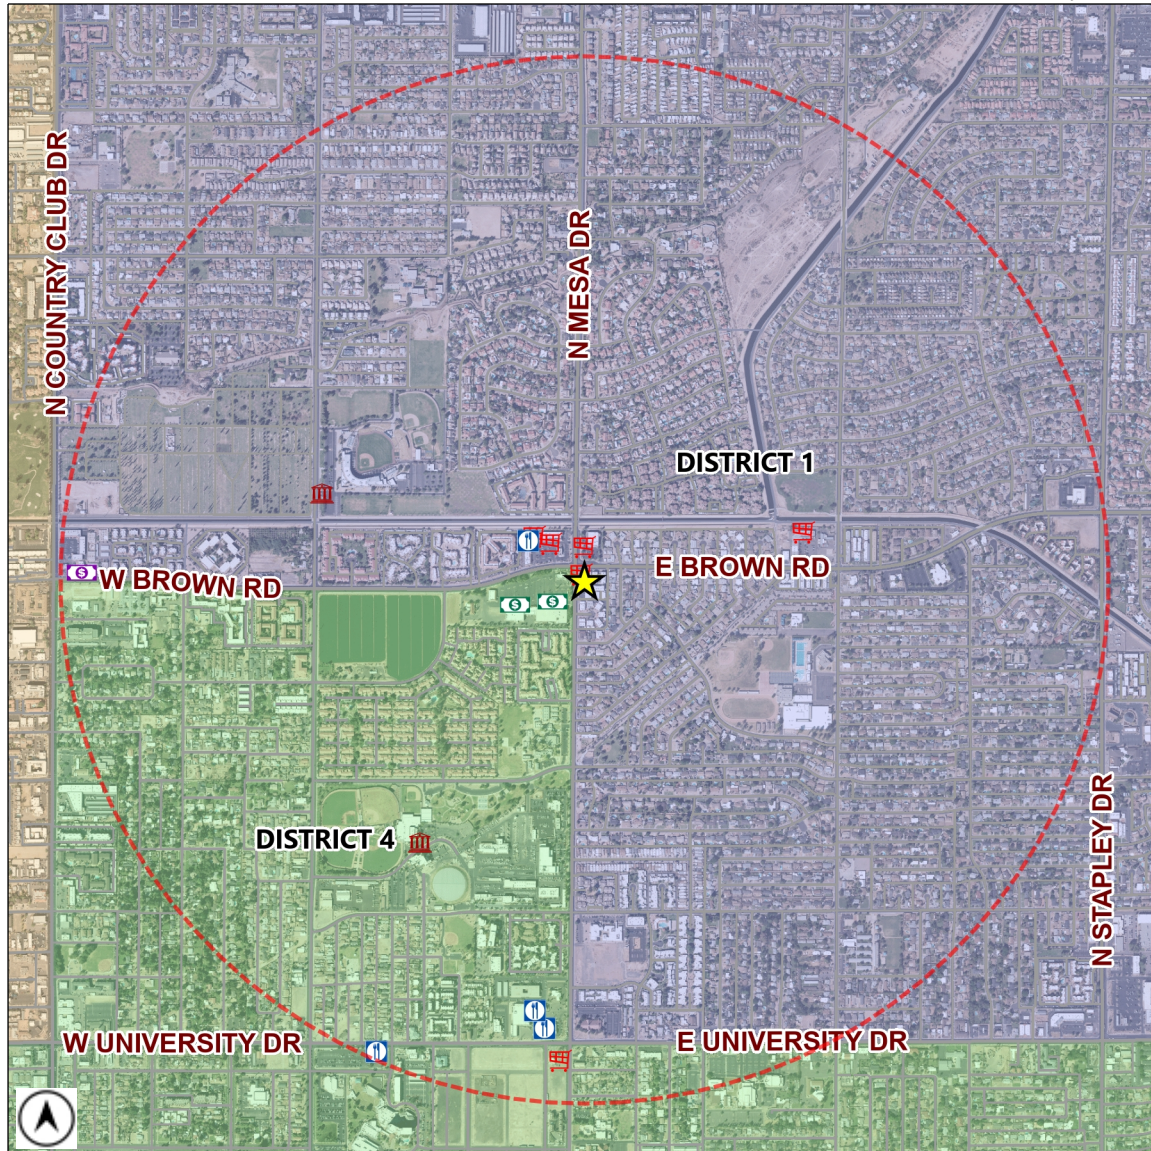 N COUNTRY CLUB DR
N MESA DR
DISTRICT 1
W BROWN RD
E BROWN RD
DISTRICT 4
N STAPLEY DR
W UNIVERSITY DR
E UNIVERSITY DR